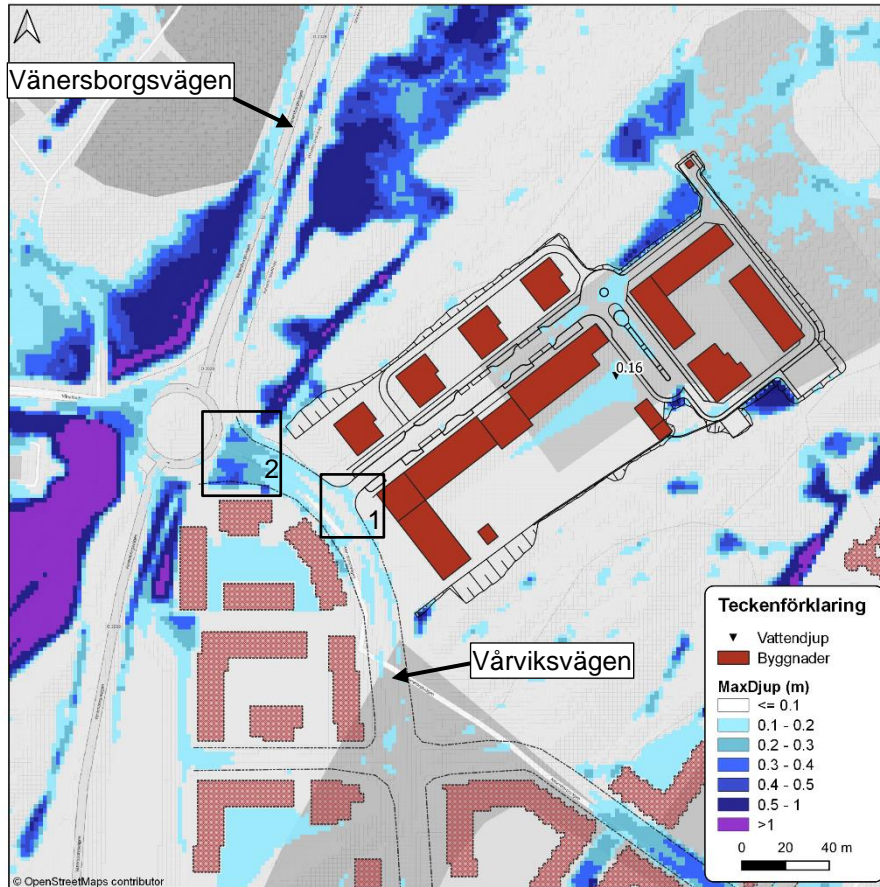 Vänersborgsvägen
0.16
2
1
Vårviksvägen
Teckenförklaring
Vattendjup
Byggnader
MaxDjup (m)
<= 0.1
0.1 - 0.2
0.2 - 0.3
0.3 - 0.4
0.4 - 0.5
0.5 - 1
>1
0 20 40 m
© OpenStreetMaps contributor